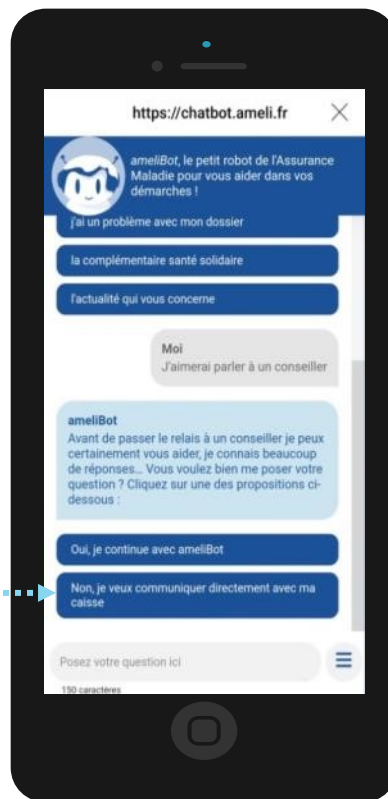 https://chatbot.ameli.fr
ameliBot, le petit robot de l'Assurance
Maladie pour vous aider dans vos
démarches !
j'ai un problème avec mon dossier
la complémentaire santé solidaire
l'actualité qui vous concerne
Moi
J'aimerai parler à un conseiller
ameliBot
Avant de passer le relais à un conseiller je peux
certainement vous aider, je connais beaucoup
de réponses... Vous voulez bien me poser votre
question ? Cliquez sur une des propositions ci-
dessous :
Oui, je continue avec ameliBot
Non, je veux communiquer directement avec ma
caisse
Posez votre question ici
150 caractères